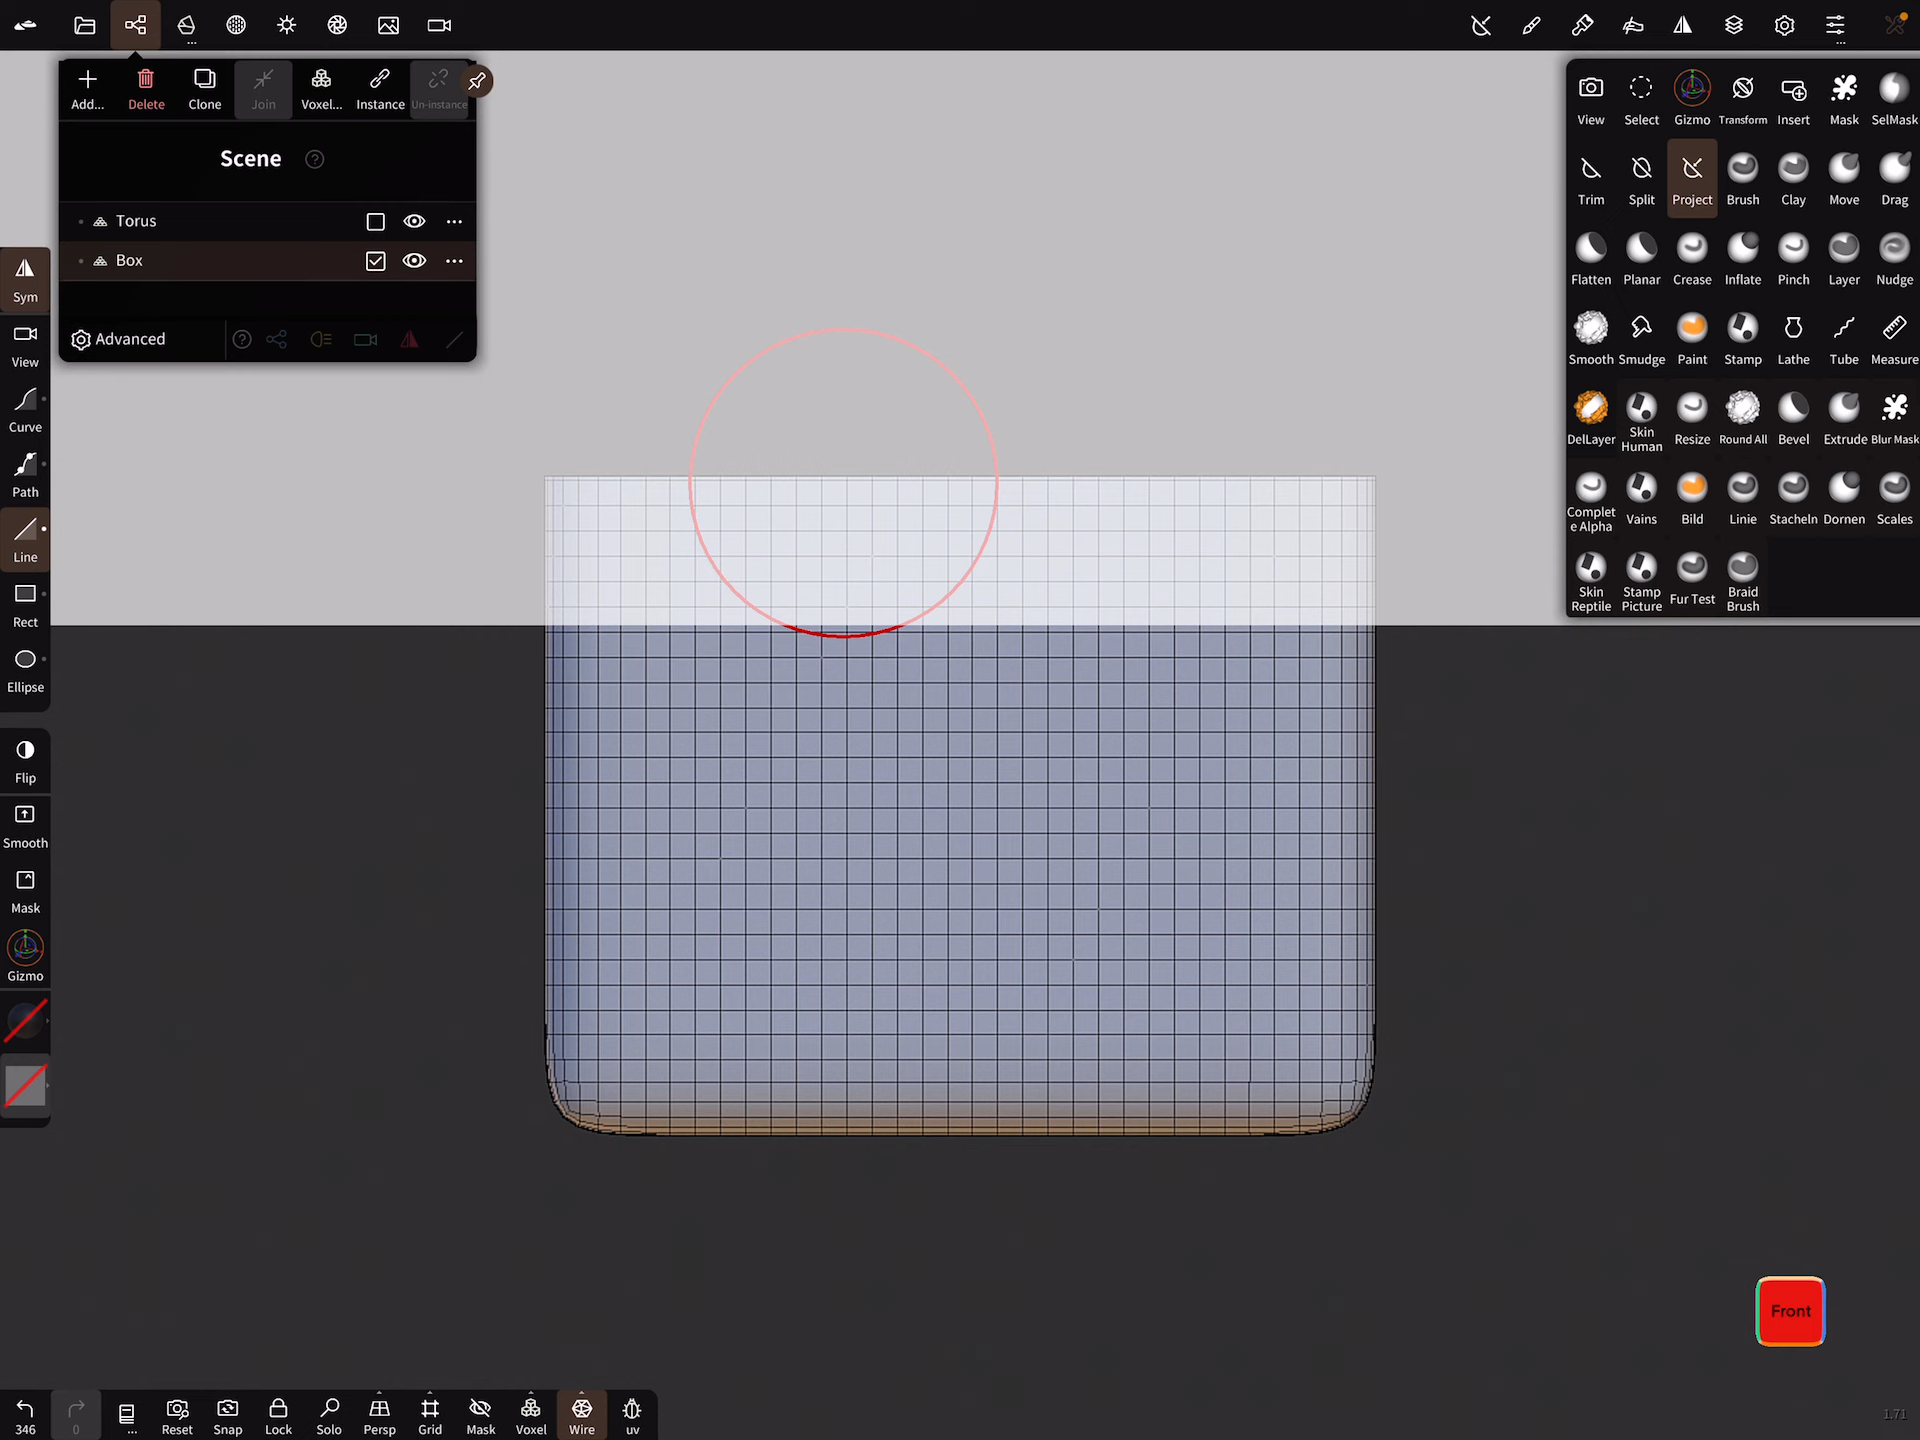 Add...
Delete
Clone
Join
Voxel...
Instance
Un-instance
Scene
?
Torus
...
Box
...
Advanced
?
Sym
View
Curve
Path
Line
Rect
Ellipse
Flip
Smooth
Mask
Gizmo
View
Select
Gizmo
Transform
Insert
Mask
SelMask
Trim
Split
Project
Brush
Clay
Move
Drag
Flatten
Planar
Crease
Inflate
Pinch
Layer
Nudge
Smooth
Smudge
Paint
Stamp
Lathe
Tube
Measure
DelLayer
Skin
Human
Resize
Round All
Bevel
Extrude
Blur Mask
Complet
e Alpha
Vains
Bild
Linie
Stacheln
Dornen
Scales
Skin
Reptile
Stamp
Picture
Fur Test
Braid
Brush
Front
346
0
...
Reset
Snap
Lock
Solo
Persp
Grid
Mask
Voxel
Wire
uv
1.71